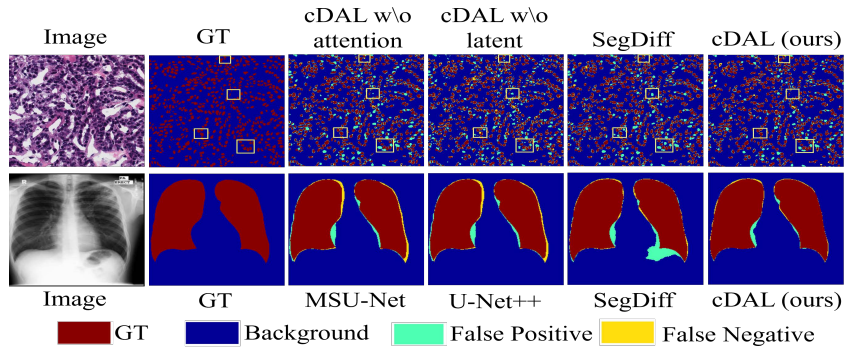 Image
GT
cDAL w\o
attention
cDAL w\o
latent
SegDiff
cDAL (ours)
Image
GT
MSU-Net
U-Net++
SegDiff
cDAL (ours)
GT
Background
False Positive
False Negative